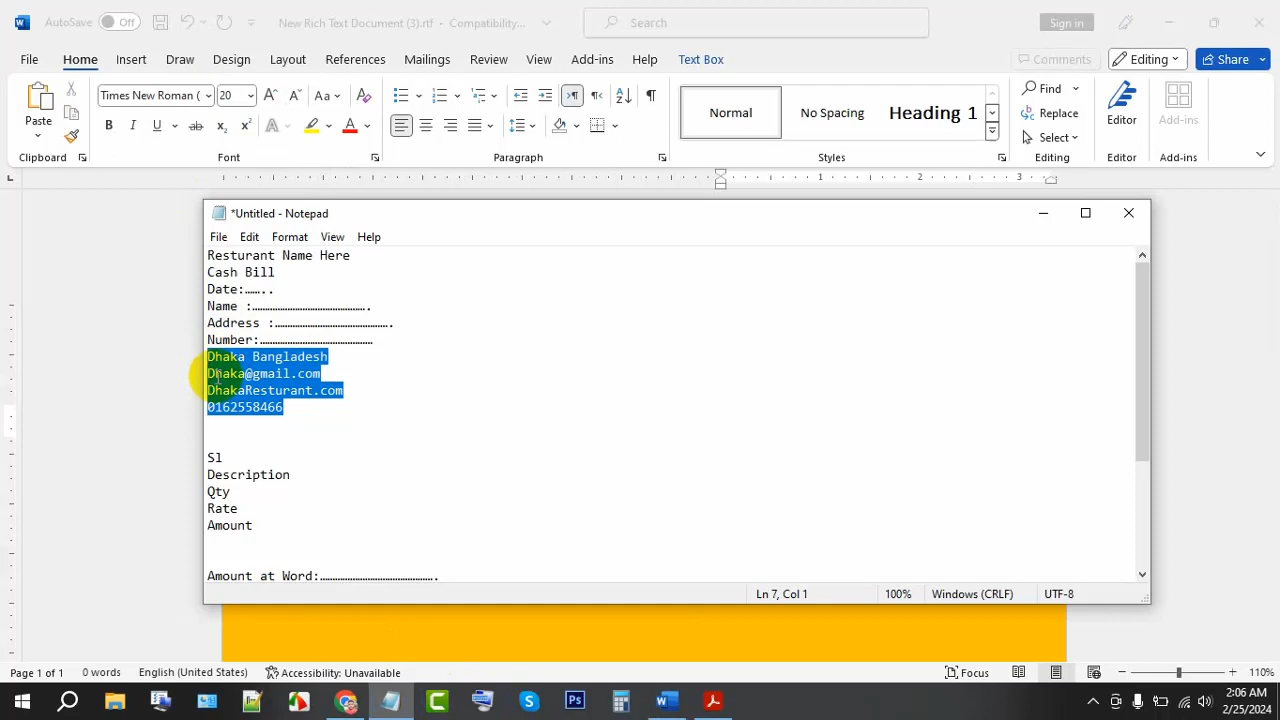 AutoSave Off New Rich Text Document (3).rtf - Compatibility... Search Sign in
File Home Insert Draw Design Layout References Mailings Review View Add-ins Help Text Box Comments Editing Share
Paste Times New Roman ( 20 Aa Normal No Spacing Heading 1 Find Replace Select Editor Add-ins
Clipboard Font Paragraph Styles Editing Editor Add-ins
1 2 3
*Untitled - Notepad
File Edit Format View Help
Resturant Name Here
Cash Bill
Date:……..
Name :……………………………………….
Address :……………………………………….
Number:………………………………………
Dhaka Bangladesh
Dhaka@gmail.com
DhakaResturant.com
0162558466
Sl
Description
Qty
Rate
Amount
Amount at Word:……………………………………….
Ln 7, Col 1 100% Windows (CRLF) UTF-8
Page 1 of 1 0 words English (United States) Accessibility: Unavailable Focus 110%
2:06 AM
2/25/2024